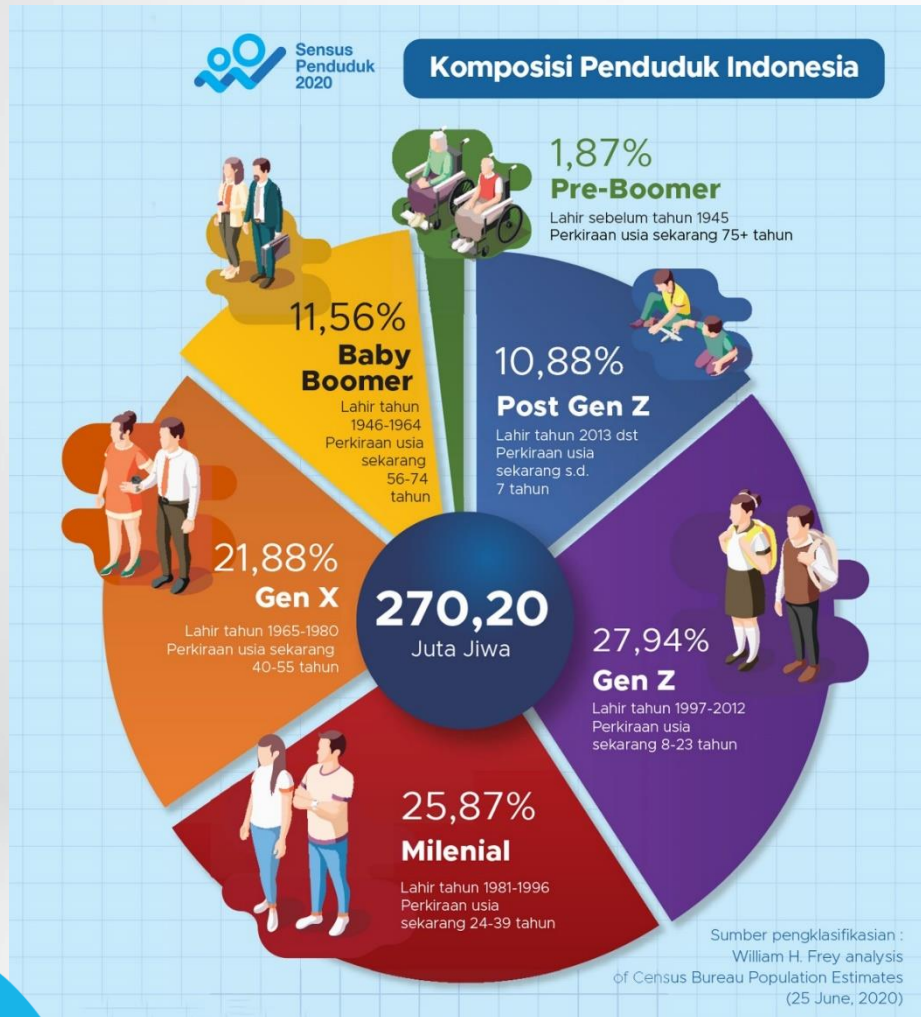 Sensus
Penduduk
2020
Komposisi Penduduk Indonesia
1,87%
Pre-Boomer
Lahir sebelum tahun 1945
Perkiraan usia sekarang 75+ tahun
11,56%
Baby
Boomer
Lahir tahun
1946-1964
Perkiraan usia
sekarang
56-74
tahun
10,88%
Post Gen Z
Lahir tahun 2013 dst
Perkiraan usia
sekarang s.d.
7 tahun
21,88%
Gen X
Lahir tahun 1965-1980
Perkiraan usia sekarang
40-55 tahun
270,20
Juta Jiwa
27,94%
Gen Z
Lahir tahun 1997-2012
Perkiraan usia
sekarang 8-23 tahun
25,87%
Milenial
Lahir tahun 1981-1996
Perkiraan usia
sekarang 24-39 tahun
Sumber pengklasifikasian :
William H. Frey analysis
of Census Bureau Population Estimates
(25 June, 2020)